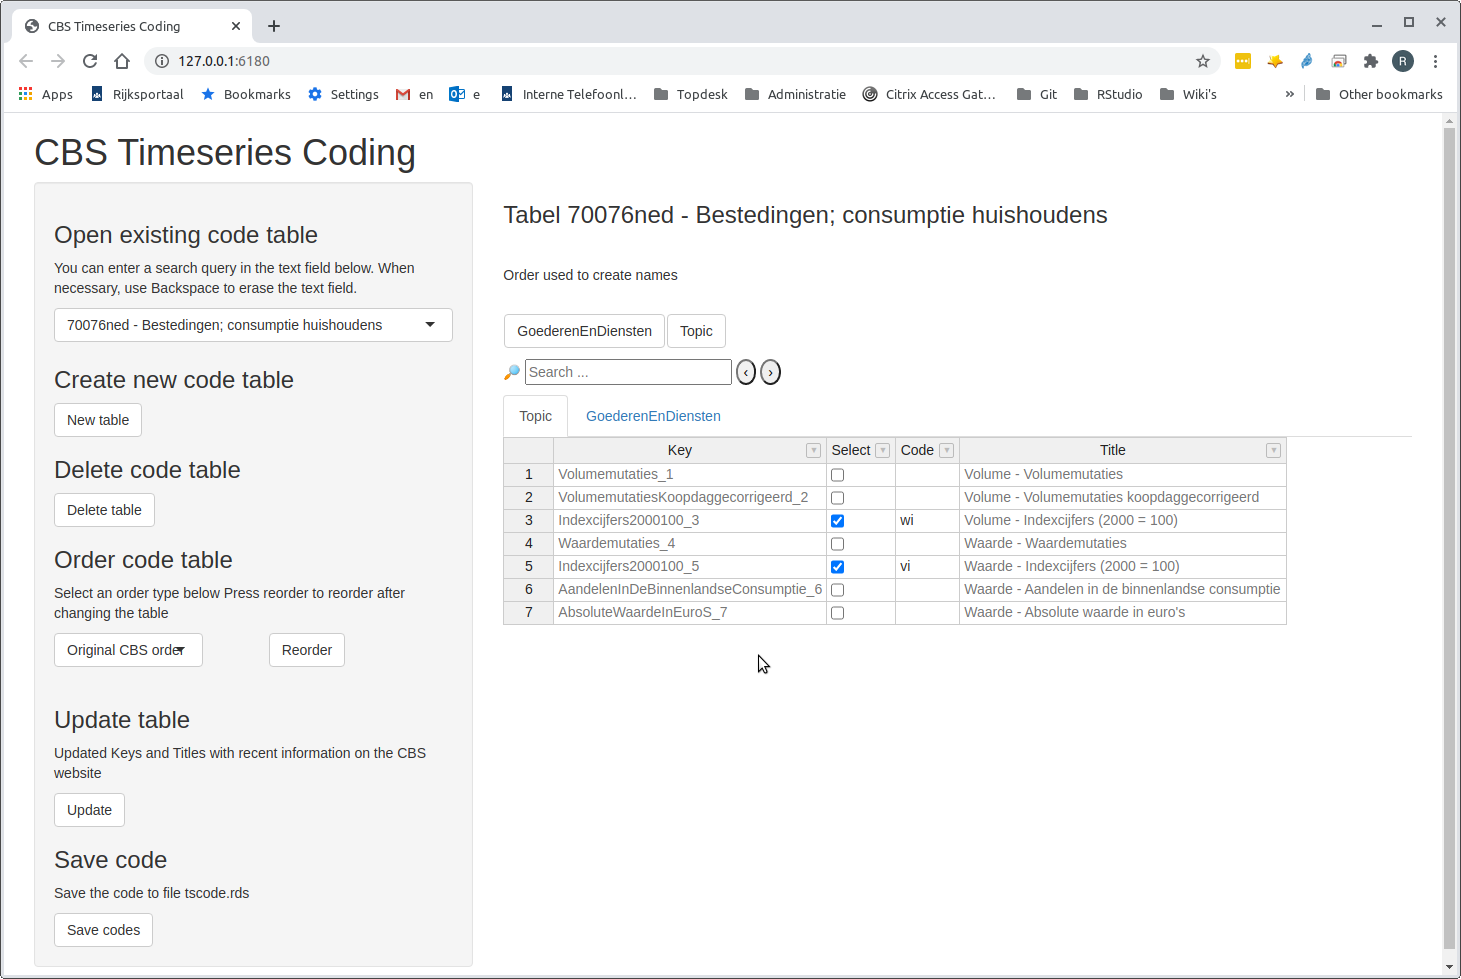 CBS Timeseries Coding
127.0.0.1:6180
R
Apps Rijksportaal Bookmarks Settings en e Interne Telefoonl... Topdesk Administratie Citrix Access Gat... Git RStudio Wiki's » Other bookmarks
CBS Timeseries Coding
Open existing code table
You can enter a search query in the text field below. When
necessary, use Backspace to erase the text field.
70076ned - Bestedingen; consumptie huishoudens
Create new code table
New table
Delete code table
Delete table
Order code table
Select an order type below Press reorder to reorder after
changing the table
Original CBS order Reorder
Update table
Updated Keys and Titles with recent information on the CBS
website
Update
Save code
Save the code to file tscode.rds
Save codes
Tabel 70076ned - Bestedingen; consumptie huishoudens
Order used to create names
GoederenEnDiensten Topic
Search ... ‹ ›
Topic GoederenEnDiensten
Key Select Code Title
1 Volumemutaties_1 Volume - Volumemutaties
2 VolumemutatiesKoopdaggecorrigeerd_2 Volume - Volumemutaties koopdaggecorrigeerd
3 Indexcijfers2000100_3 wi Volume - Indexcijfers (2000 = 100)
4 Waardemutaties_4 Waarde - Waardemutaties
5 Indexcijfers2000100_5 vi Waarde - Indexcijfers (2000 = 100)
6 AandelenInDeBinnenlandseConsumptie_6 Waarde - Aandelen in de binnenlandse consumptie
7 AbsoluteWaardeInEuroS_7 Waarde - Absolute waarde in euro's